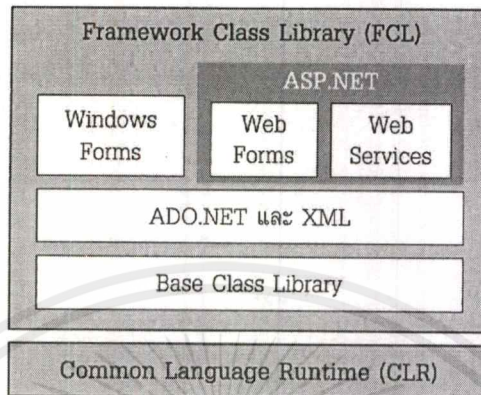 Framework Class Library (FCL)
ASP.NET
Windows
Forms
Web
Forms
Web
Services
ADO.NET และ XML
Base Class Library
Common Language Runtime (CLR)